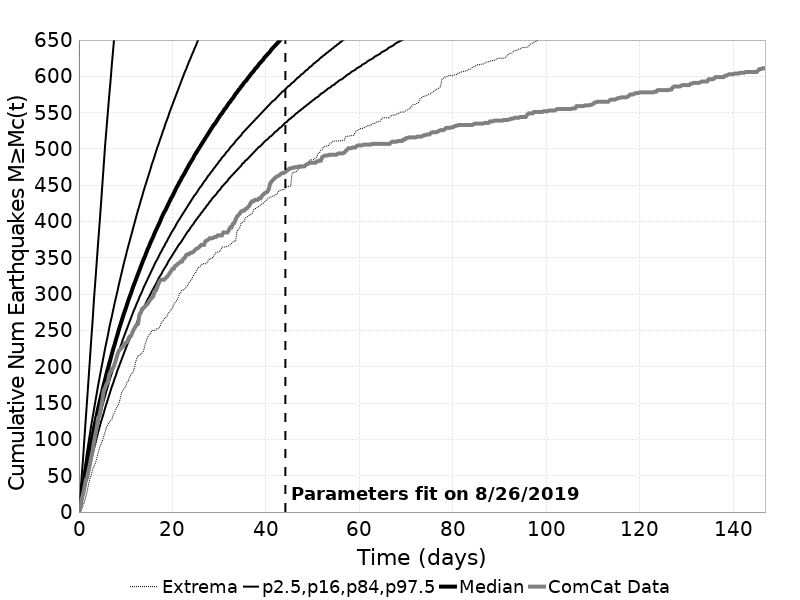 Cumulative Num Earthquakes M≥Mc(t)
650
600
550
500
450
400
350
300
250
200
150
100
50
0
Parameters fit on 8/26/2019
0 20 40 60 80 100 120 140
Time (days)
Extrema p2.5,p16,p84,p97.5 Median ComCat Data